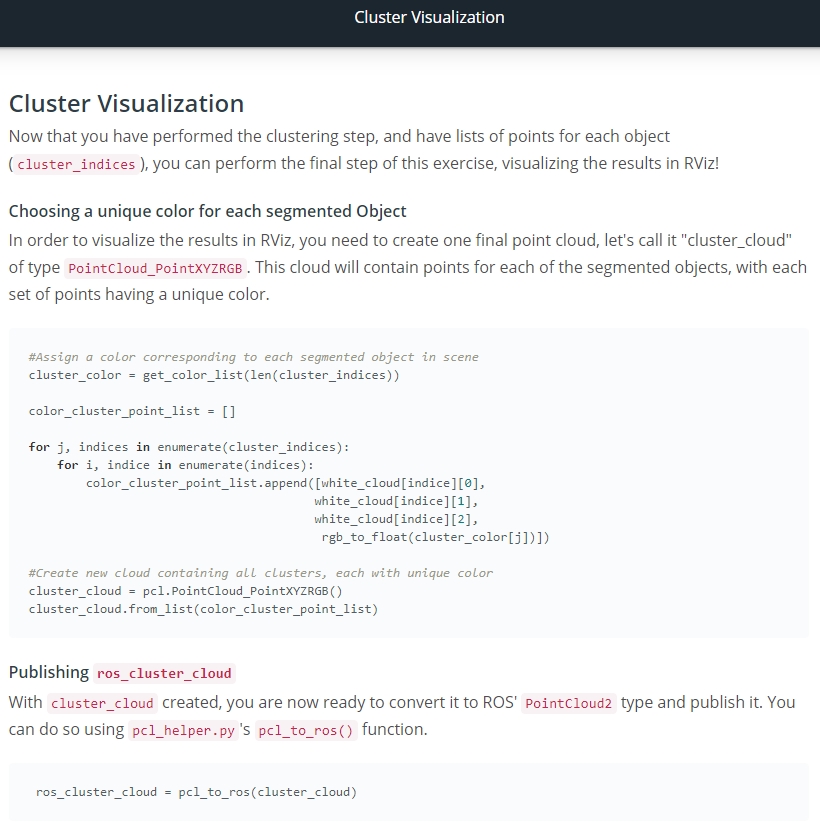 Cluster Visualization
Cluster Visualization
Now that you have performed the clustering step, and have lists of points for each object
( cluster_indices ), you can perform the final step of this exercise, visualizing the results in RViz!
Choosing a unique color for each segmented Object
In order to visualize the results in RViz, you need to create one final point cloud, let's call it "cluster_cloud"
of type PointCloud_PointXYZRGB . This cloud will contain points for each of the segmented objects, with each
set of points having a unique color.
#Assign a color corresponding to each segmented object in scene
cluster_color = get_color_list(len(cluster_indices))
color_cluster_point_list = []
for j, indices in enumerate(cluster_indices):
    for i, indice in enumerate(indices):
        color_cluster_point_list.append([white_cloud[indice][0],
                                        white_cloud[indice][1],
                                        white_cloud[indice][2],
                                         rgb_to_float(cluster_color[j])])
#Create new cloud containing all clusters, each with unique color
cluster_cloud = pcl.PointCloud_PointXYZRGB()
cluster_cloud.from_list(color_cluster_point_list)
Publishing ros_cluster_cloud
With cluster_cloud created, you are now ready to convert it to ROS' PointCloud2 type and publish it. You
can do so using pcl_helper.py 's pcl_to_ros() function.
ros_cluster_cloud = pcl_to_ros(cluster_cloud)